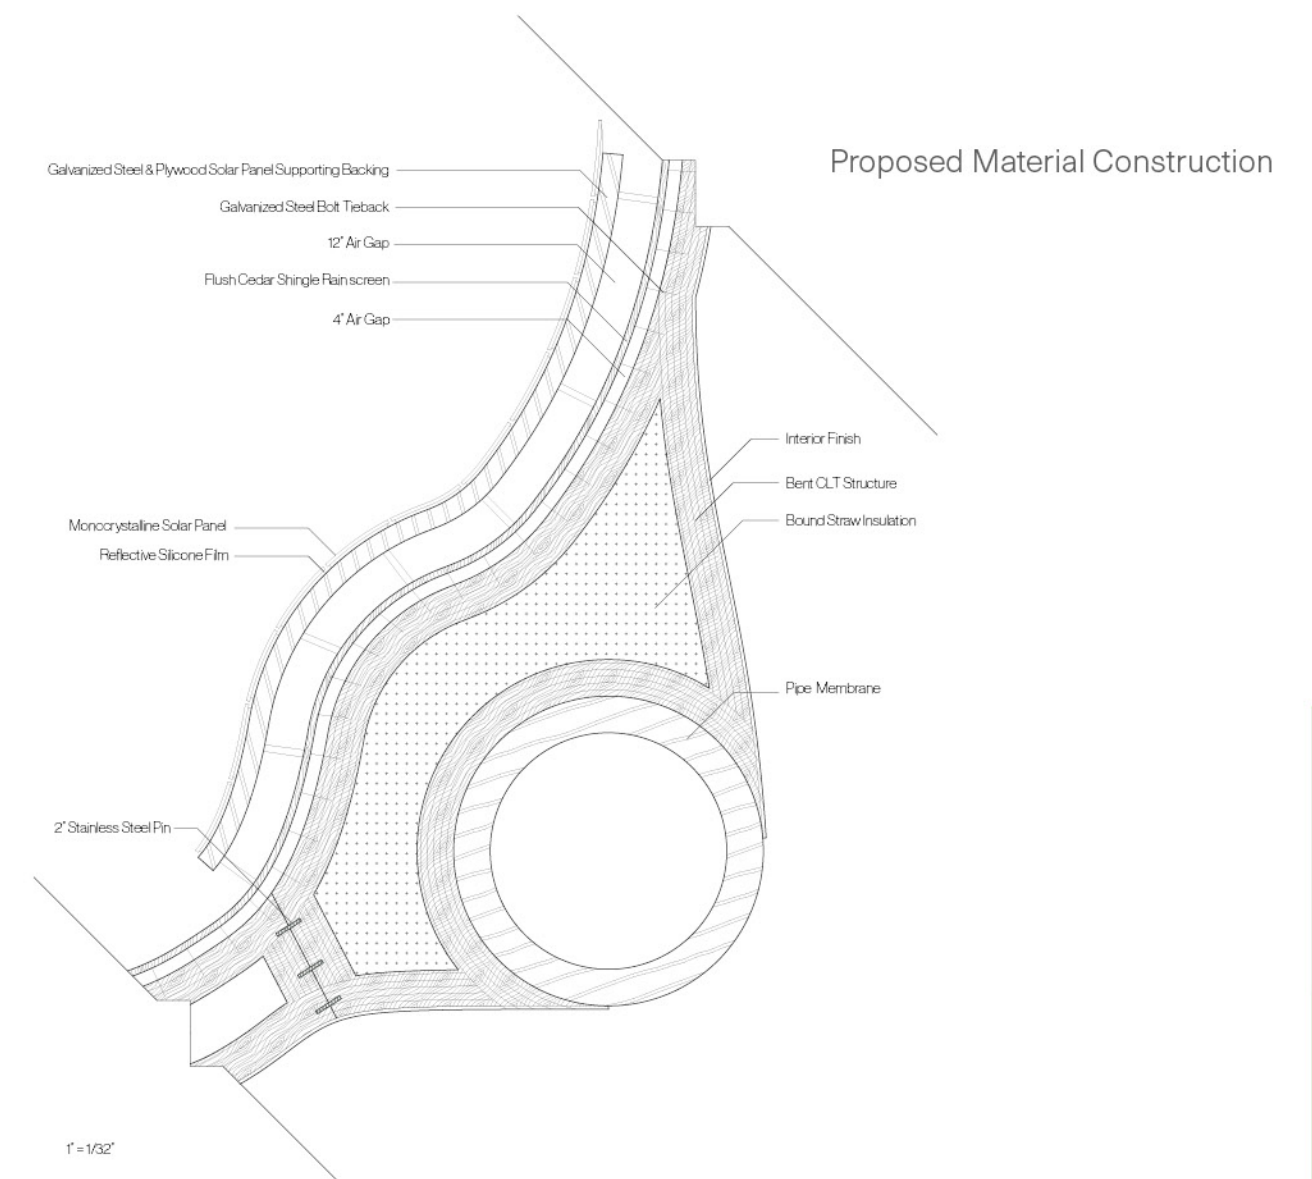 Proposed Material Construction
Galvanized Steel & Plywood Solar Panel Supporting Backing
Galvanized Steel Bolt Tieback
12" Air Gap
Flush Cedar Shingle Rain screen
4" Air Gap
Interior Finish
Bent CLT Structure
Bound Straw Insulation
Monocrystalline Solar Panel
Reflective Silicone Film
Pipe Membrane
2" Stainless Steel Pin
1" = 1/32"